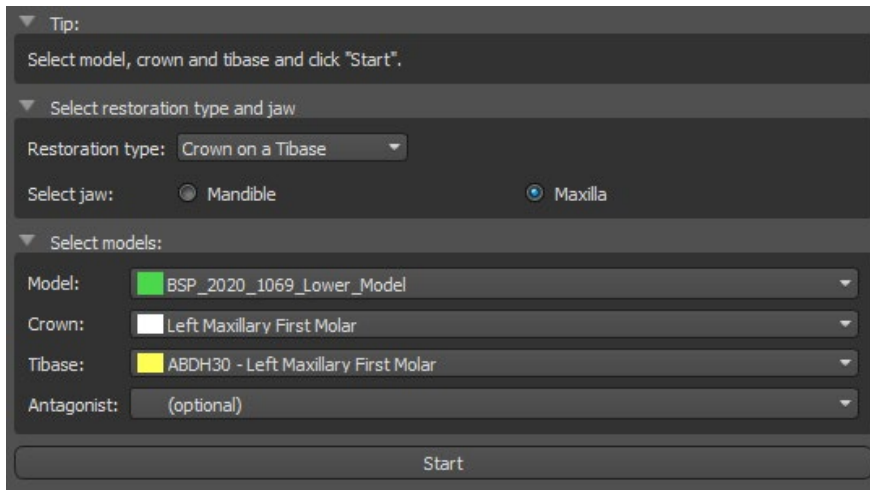 Tip:
Select model, crown and tibase and click "Start".
Select restoration type and jaw
Restoration type: Crown on a Tibase
Select jaw: Mandible Maxilla
Select models:
Model: BSP_2020_1069_Lower_Model
Crown: Left Maxillary First Molar
Tibase: ABDH30 - Left Maxillary First Molar
Antagonist: (optional)
Start